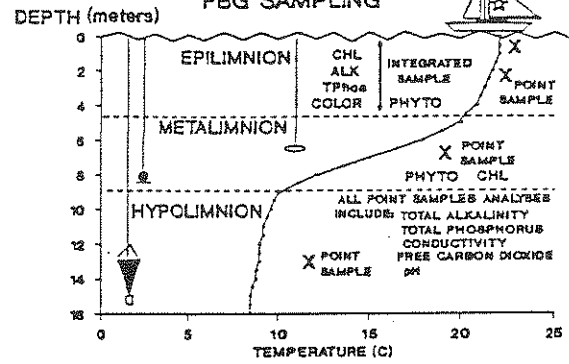 PBG SAMPLING
DEPTH (meters)
0
2
4
6
8
10
12
14
16
EPILIMNION
CHL
ALK
TPhos
COLOR
INTEGRATED
SAMPLE
PHYTO
X
X POINT
SAMPLE
METALIMNION
X POINT
SAMPLE
PHYTO CHL
HYPOLIMNION
ALL POINT SAMPLES ANALYSES
INCLUDE: TOTAL ALKALINITY
TOTAL PHOSPHORUS
CONDUCTIVITY
FREE CARBON DIOXIDE
pH
X POINT
SAMPLE
0 5 10 15 20 25
TEMPERATURE (C)